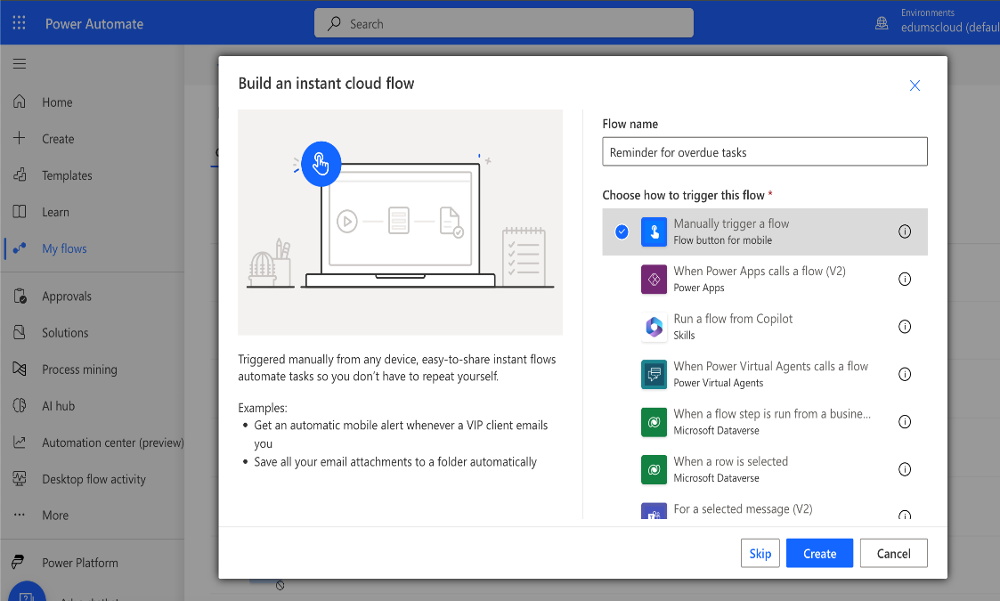 Power Automate
Search
Environments
edumscloud (defaul
Home
Create
Templates
Learn
My flows
Approvals
Solutions
Process mining
AI hub
Automation center (preview)
Desktop flow activity
More
Power Platform
Build an instant cloud flow
Triggered manually from any device, easy-to-share instant flows
automate tasks so you don’t have to repeat yourself.
Examples:
• Get an automatic mobile alert whenever a VIP client emails
you
• Save all your email attachments to a folder automatically
Flow name
Reminder for overdue tasks
Choose how to trigger this flow *
Manually trigger a flow
Flow button for mobile
When Power Apps calls a flow (V2)
Power Apps
Run a flow from Copilot
Skills
When Power Virtual Agents calls a flow
Power Virtual Agents
When a flow step is run from a busine...
Microsoft Dataverse
When a row is selected
Microsoft Dataverse
For a selected message (V2)
Skip
Create
Cancel